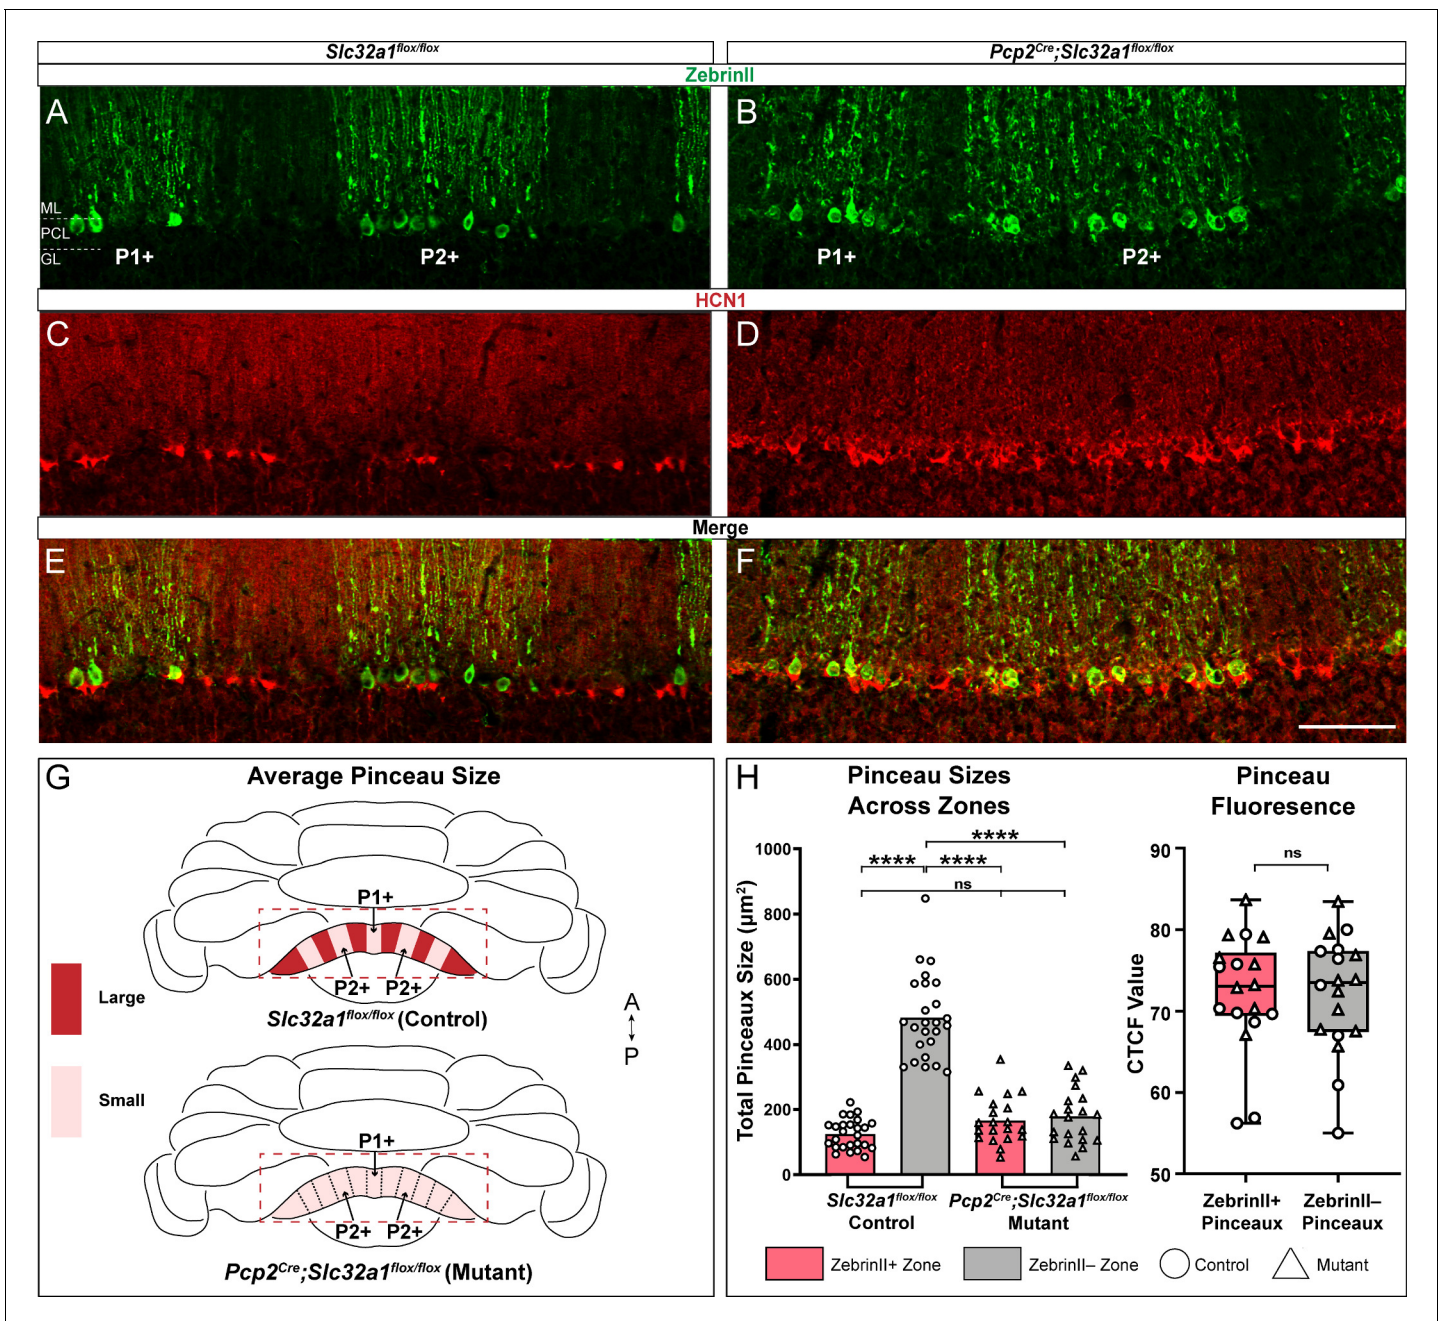 Slc32a1flox/flox
Pcp2Cre;Slc32a1flox/flox
ZebrinII
A
B
ML
PCL
GL
P1+
P2+
P1+
P2+
HCN1
C
D
Merge
E
F
G
Average Pinceau Size
P1+
P2+
P2+
Large
Small
Slc32a1flox/flox (Control)
A
P
P1+
P2+
P2+
Pcp2Cre;Slc32a1flox/flox (Mutant)
H
Pinceau Sizes
Across Zones
Total Pinceaux Size (μm2)
1000
800
600
400
200
0
****
****
****
ns
Slc32a1flox/flox
Control
Pcp2Cre;Slc32a1flox/flox
Mutant
Pinceau
Fluoresence
CTCF Value
90
80
70
60
50
ns
ZebrinII+
Pinceaux
ZebrinII–
Pinceaux
ZebrinII+ Zone
ZebrinII– Zone
Control
Mutant